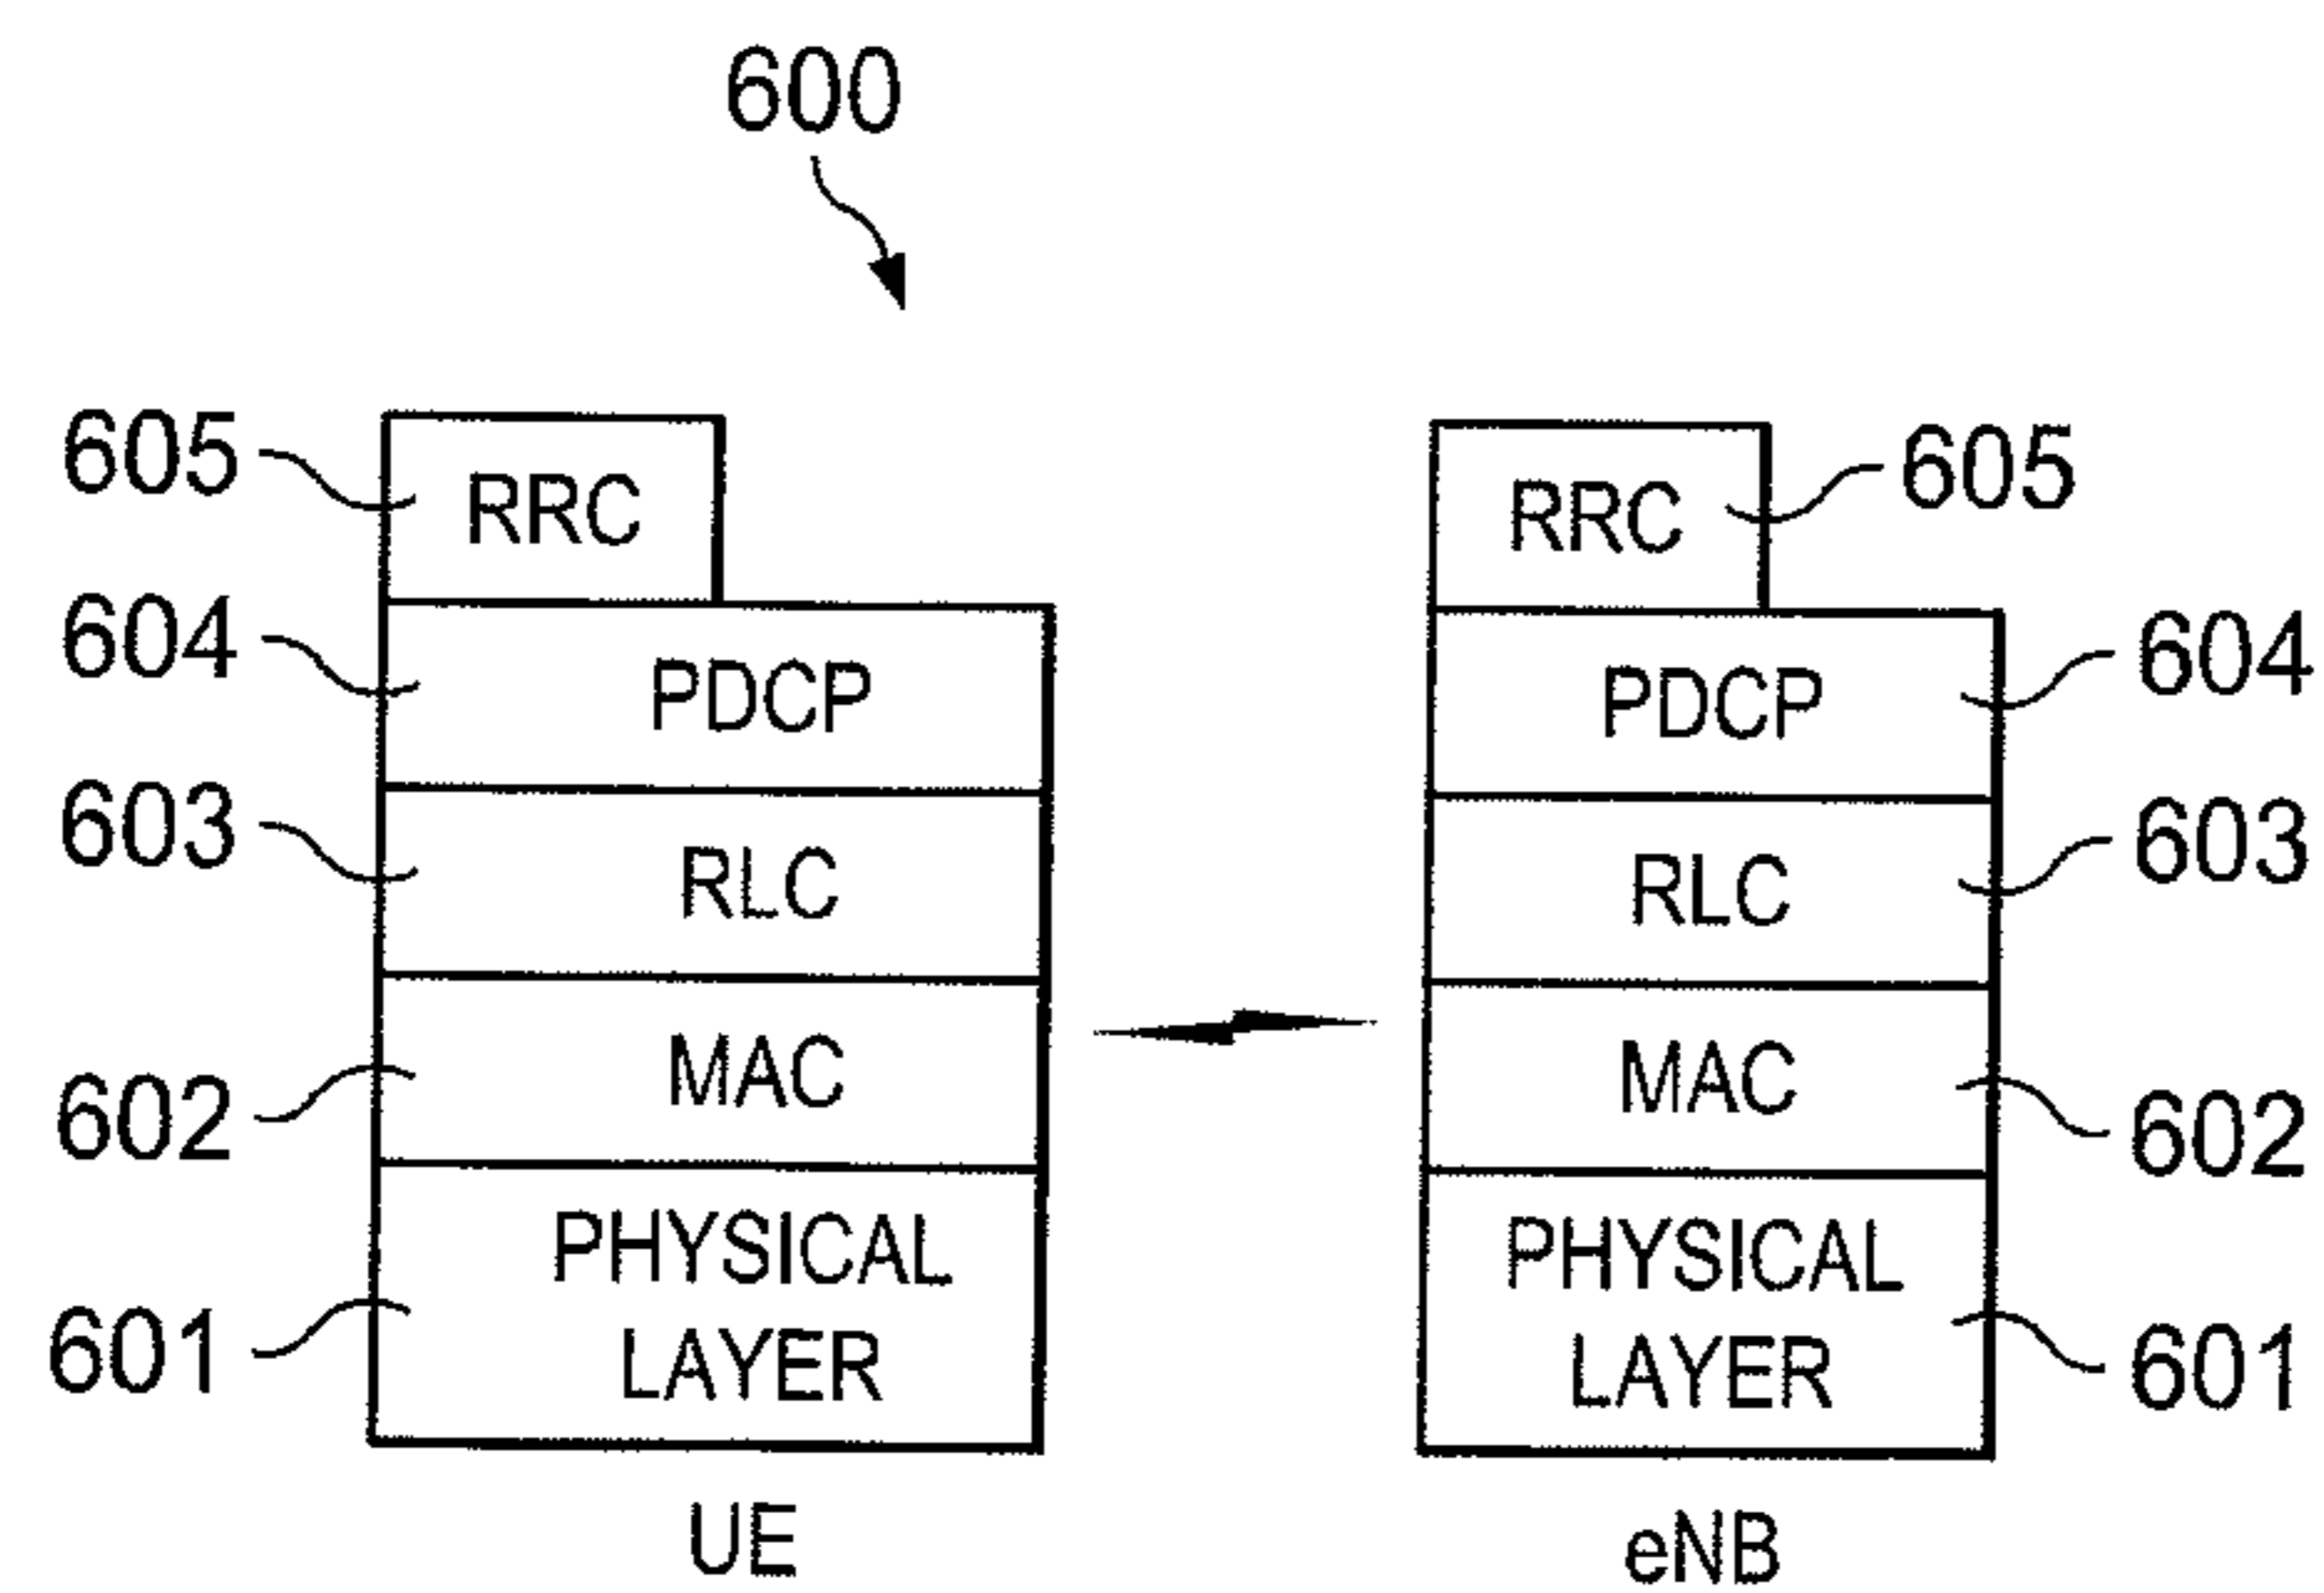 600
605 RRC RRC 605
604 PDCP PDCP 604
603 RLC RLC 603
602 MAC MAC 602
PHYSICAL PHYSICAL
601 LAYER LAYER 601
UE eNB